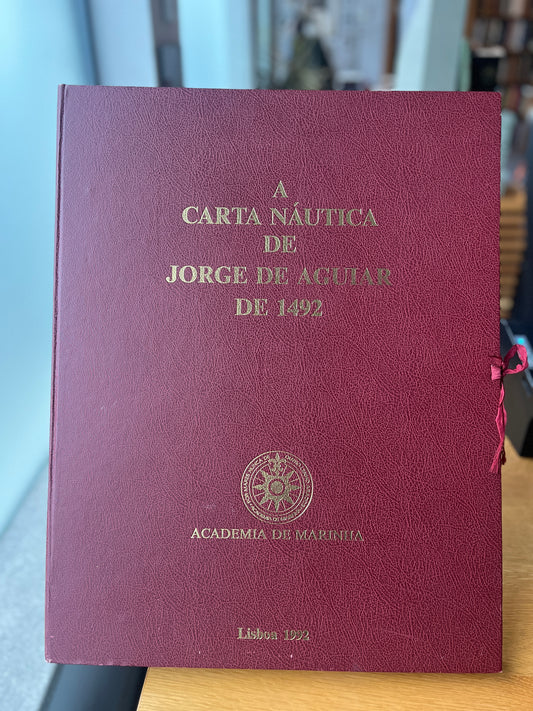 A
CARTA NÁUTICA
DE
JORGE DE AGUIAR
DE 1492
ACADEMIA DE MARINHA
Lisboa 1992